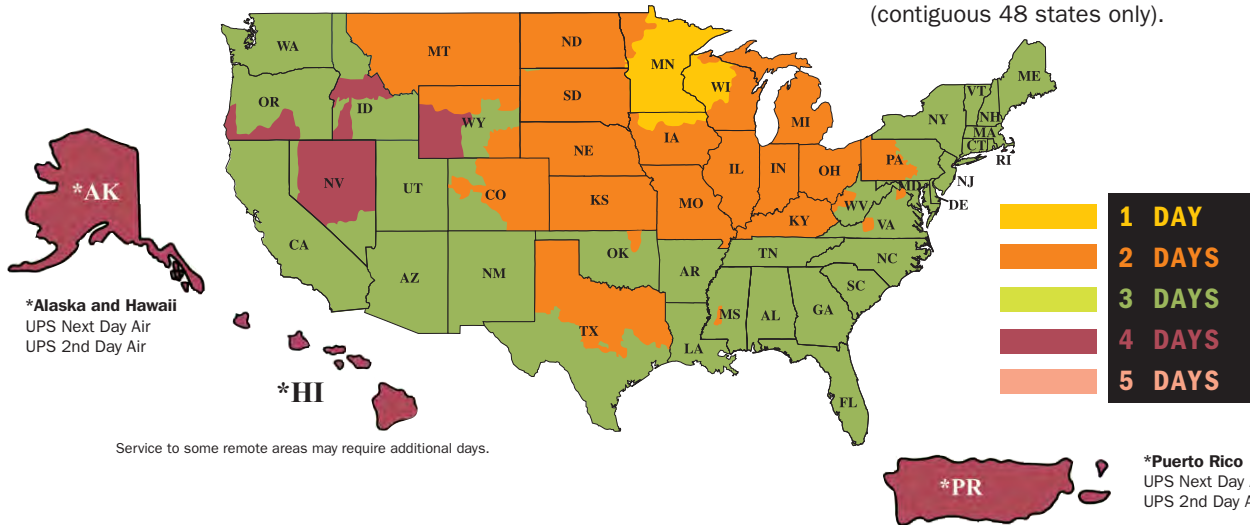 (contiguous 48 states only).
WA
MT
ND
MN
ME
OR
ID
SD
WI
VT
NH
NY
MA
CT
WY
MI
RI
IA
PA
NE
NJ
*AK
NV
UT
CO
IL
IN
OH
MD
DE
WV
KS
MO
VA
KY
CA
OK
TN
NC
AZ
NM
AR
SC
MS
AL
GA
TX
LA
FL
1 DAY
2 DAYS
3 DAYS
4 DAYS
5 DAYS
*Alaska and Hawaii
UPS Next Day Air
UPS 2nd Day Air
*HI
Service to some remote areas may require additional days.
*PR
*Puerto Rico
UPS Next Day
UPS 2nd Day A